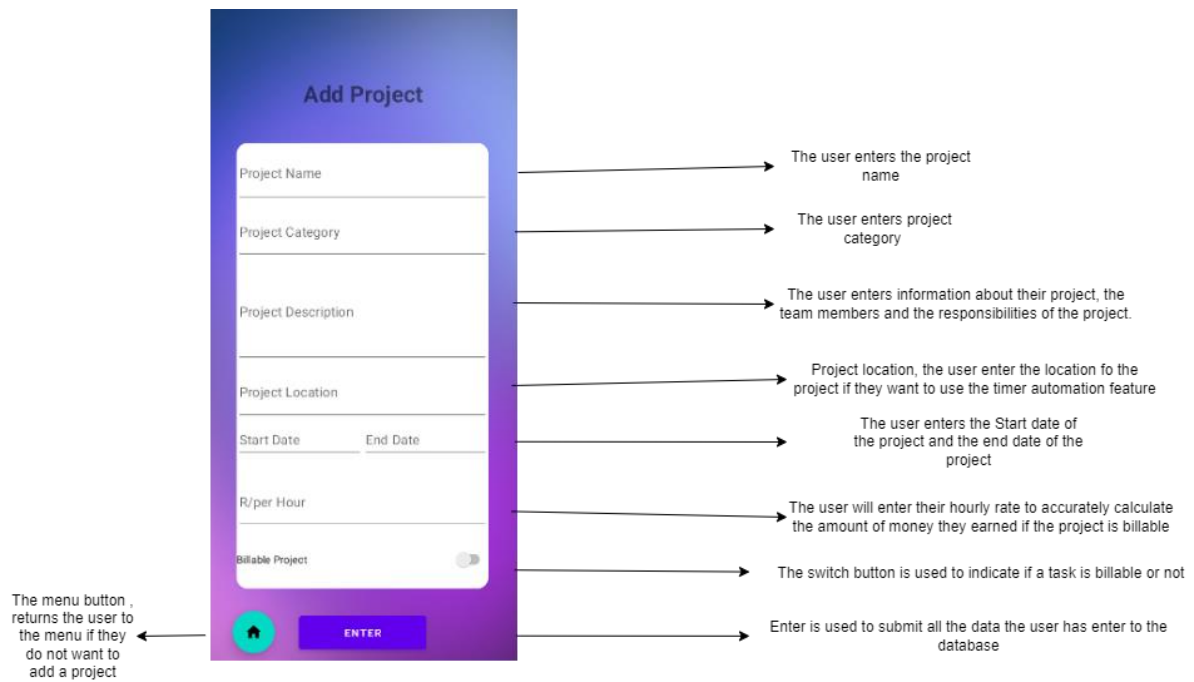 Add Project
Project Name
The user enters the project
name
Project Category
The user enters project
category
Project Description
The user enters information about their project, the
team members and the responsibilities of the project.
Project Location
Project location, the user enter the location fo the
project if they want to use the timer automation feature
Start Date
End Date
The user enters the Start date of
the project and the end date of the
project
R/per Hour
The user will enter their hourly rate to accurately calculate
the amount of money they earned if the project is billable
Billable Project
The switch button is used to indicate if a task is billable or not
The menu button ,
returns the user to
the menu if they
do not want to
add a project
ENTER
Enter is used to submit all the data the user has enter to the
database